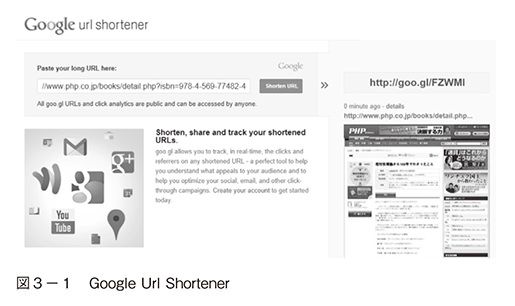 Google url shortener
Paste your long URL here:
Google
//www.php.co.jp/books/detail.php?isbn=978-4-569-77482-4
Shorten URL
»
All goo.gl URLs and click analytics are public and can be accessed by anyone.
Shorten, share and track your shortened
URLs.
goo.gl allows you to track, in real-time, the clicks and
referrers on any shortened URL - a perfect tool to help
you understand what appeals to your audience and to
help you optimize your social, email, and other click-
through campaigns. Create your account to get started
today.
You
Tube
http://goo.gl/FZWMl
0 minute ago - details
http://www.php.co.jp/books/detail.php...
PHP
図3-1 Google Url Shortener